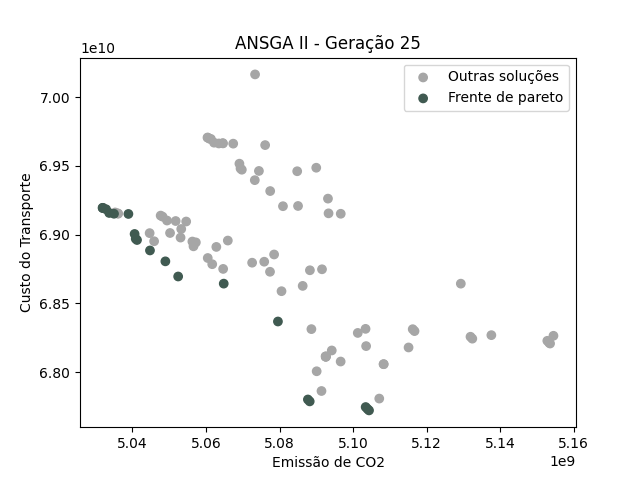 ANSGA II - Geração 25
1e10
Outras soluções
Frente de pareto
7.00
6.95
6.90
6.85
6.80
Custo do Transporte
5.04 5.06 5.08 5.10 5.12 5.14 5.16
Emissão de CO2
1e9